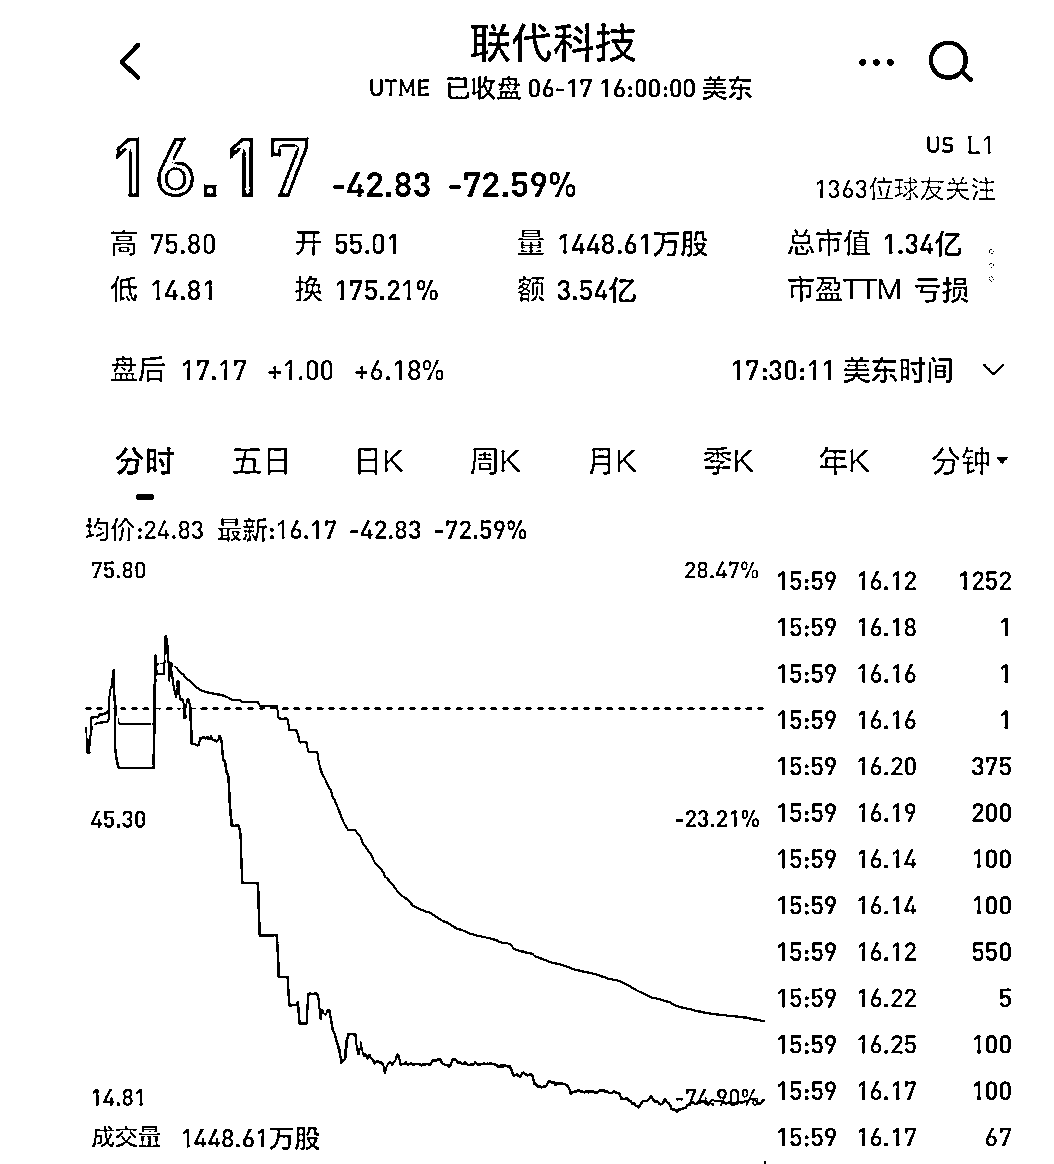 联代科技
UTME 已收盘 06-17 16:00:00 美东
16.17 -42.83 -72.59%
US L1
1363位球友关注
高 75.80 开 55.01 量 1448.61万股 总市值 1.34亿
低 14.81 换 175.21% 额 3.54亿 市盈TTM 亏损
盘后 17.17 +1.00 +6.18% 17:30:11 美东时间
分时 五日 日K 周K 月K 季K 年K 分钟
均价:24.83 最新:16.17 -42.83 -72.59%
75.80 28.47%
45.30 -23.21%
14.81 -74.90%
成交量 1448.61万股
15:59 16.12 1252
15:59 16.18 1
15:59 16.16 1
15:59 16.16 1
15:59 16.20 375
15:59 16.19 200
15:59 16.14 100
15:59 16.14 100
15:59 16.12 550
15:59 16.22 5
15:59 16.25 100
15:59 16.17 100
15:59 16.17 67